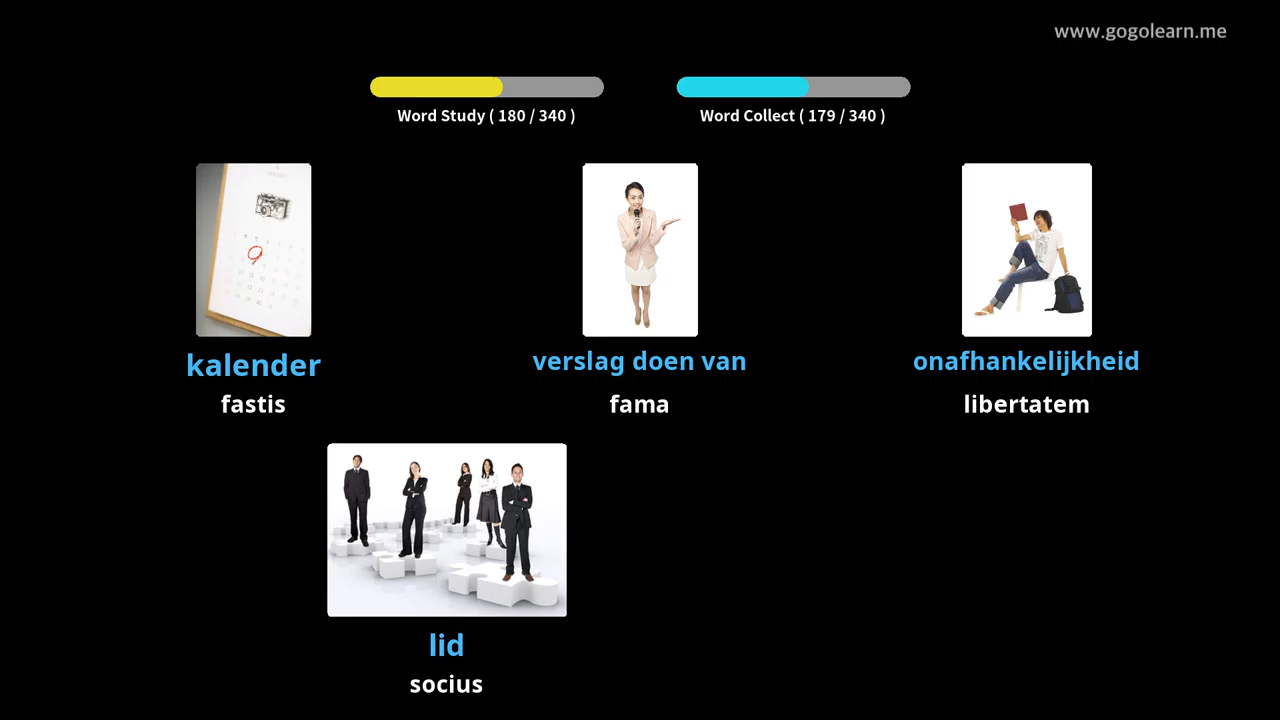 www.gogolearn.me
Word Study ( 180 / 340 )
Word Collect ( 179 / 340 )
kalender
verslag doen van
onafhankelijkheid
fastis
fama
libertatem
lid
socius